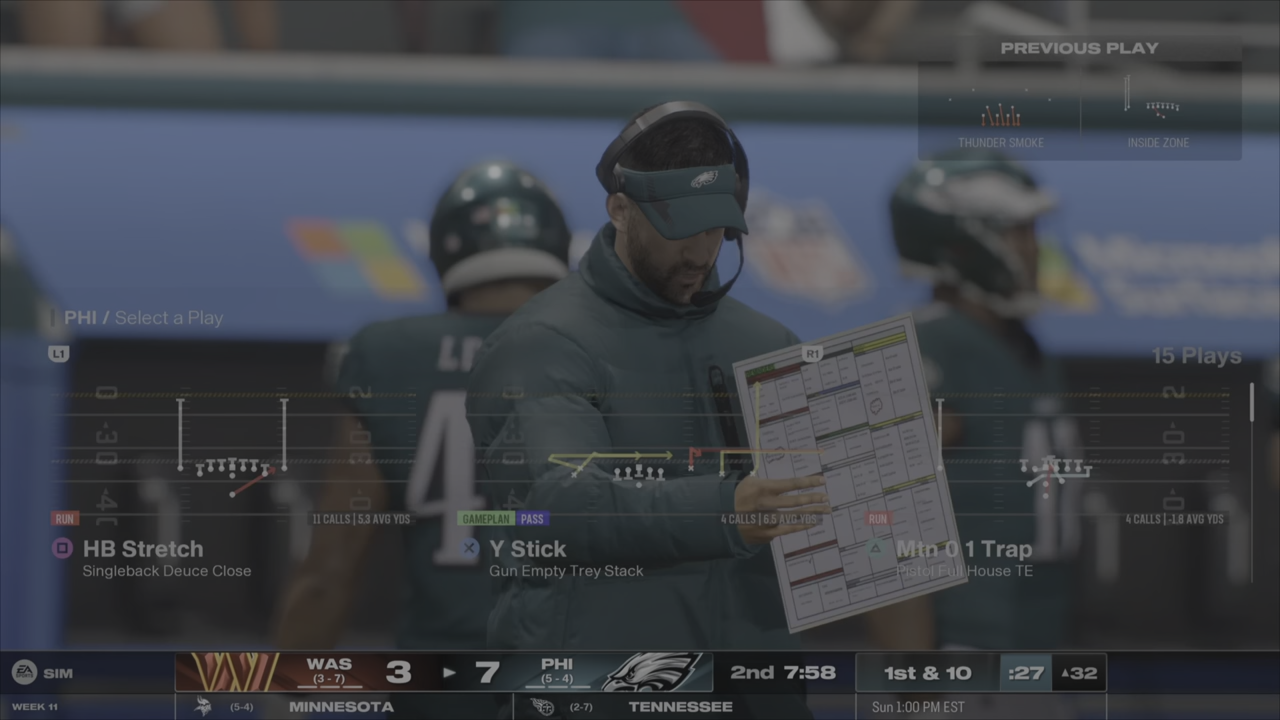 PREVIOUS PLAY
THUNDER SMOKE
INSIDE ZONE
PHI / Select a Play
L1
R1
15 Plays
RUN
11 CALLS | 5.3 AVG YDS
HB Stretch
Singleback Deuce Close
GAMEPLAN PASS
4 CALLS | 6.5 AVG YDS
Y Stick
Gun Empty Trey Stack
RUN
4 CALLS | -1.8 AVG YDS
Mtn 0 1 Trap
Pistol Full House TE
EA SPORTS
SIM
WAS
(3 - 7)
3
7
PHI
(5 - 4)
2nd 7:58
1st & 10
:27
32
WEEK 11
(5-4) MINNESOTA
(2-7) TENNESSEE
Sun 1:00 PM EST